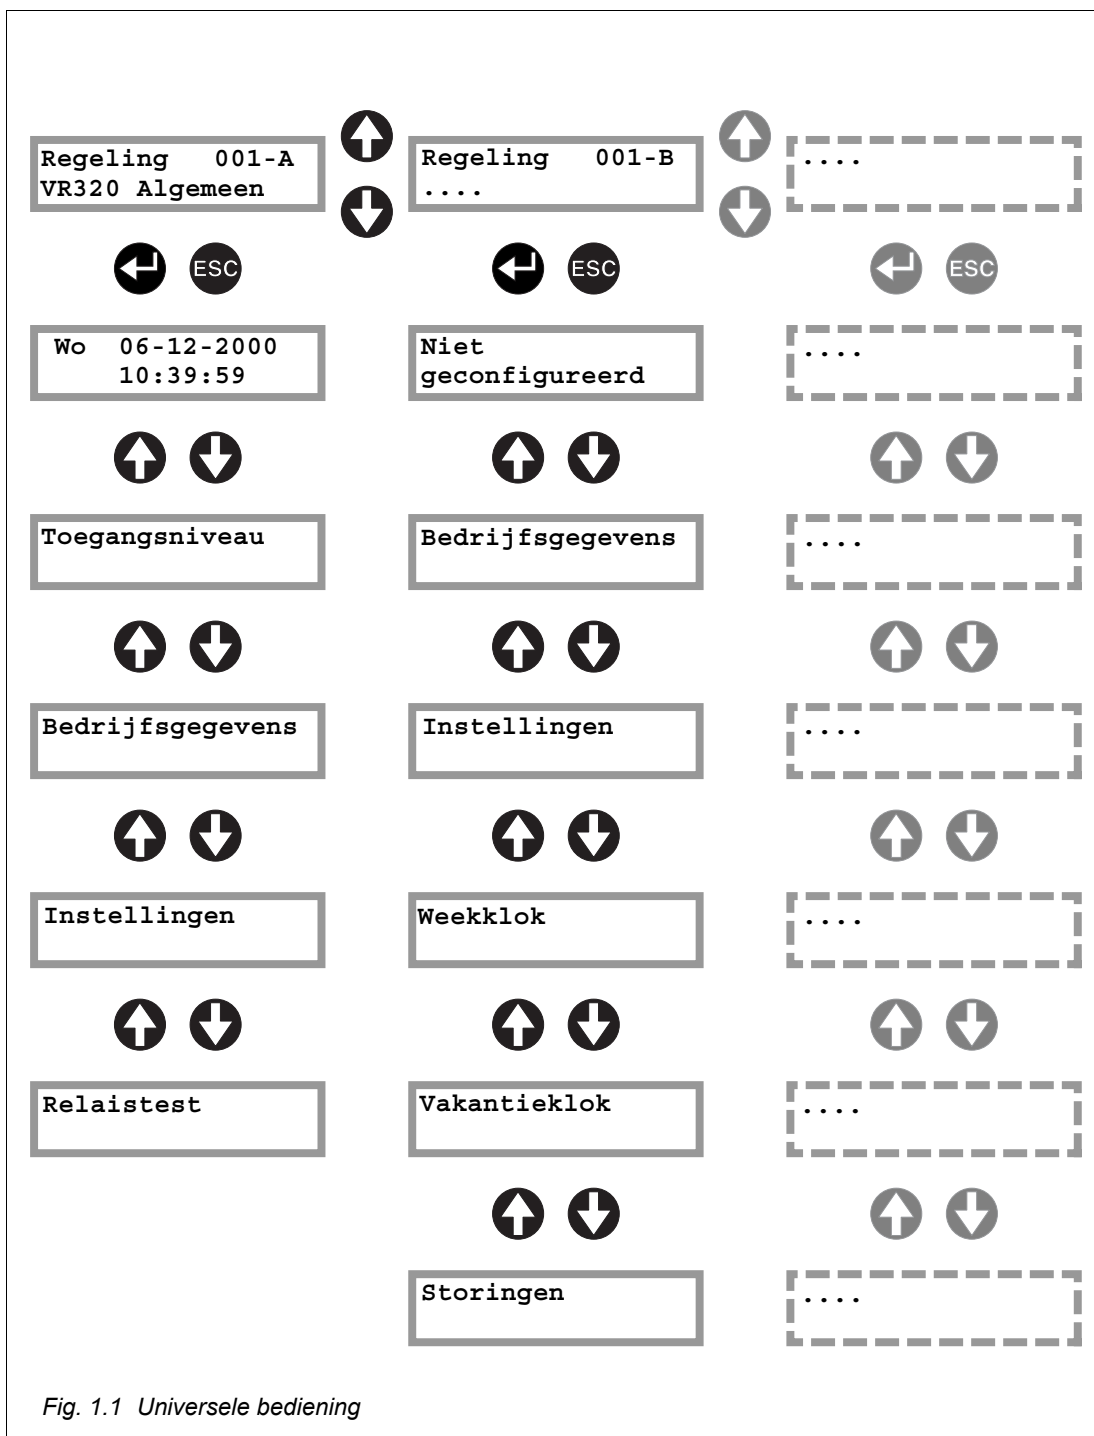 Regeling 001-A
VR320 Algemeen
Regeling 001-B
....
....
ESC
ESC
ESC
Wo 06-12-2000
10:39:59
Niet
geconfigureerd
....
Toegangsniveau
Bedrijfsgegevens
....
Bedrijfsgegevens
Instellingen
....
Instellingen
Weekklok
....
Relaistest
Vakantieklok
....
Storingen
....
Fig. 1.1 Universele bediening